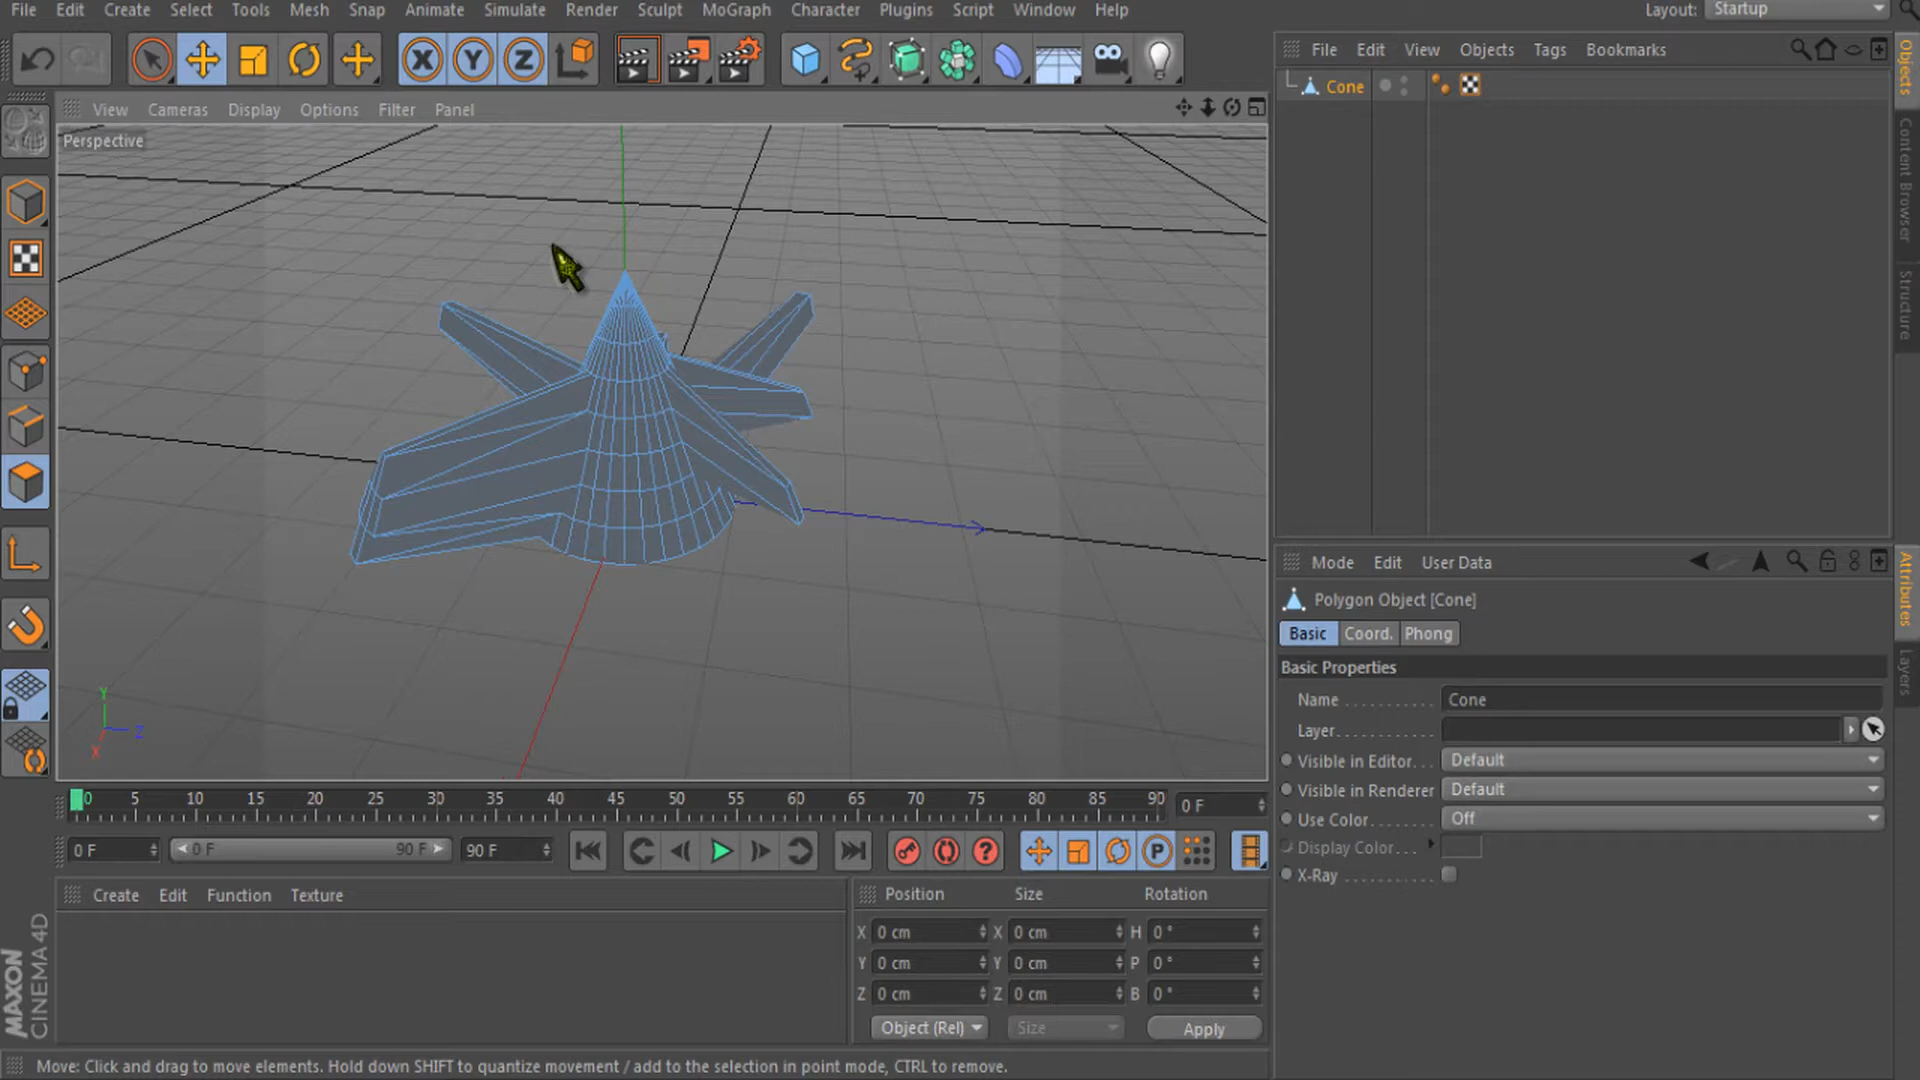 File Edit Create Select Tools Mesh Snap Animate Simulate Render Sculpt MoGraph Character Plugins Script Window Help Layout: Startup
X Y Z
File Edit View Objects Tags Bookmarks
Cone
View Cameras Display Options Filter Panel
Perspective
Y
Z
X
Objects
Content Browser
Structure
Mode Edit User Data
Polygon Object [Cone]
Basic Coord. Phong
Basic Properties
Name Cone
Layer
Visible in Editor Default
Visible in Renderer Default
Use Color Off
Display Color
X-Ray
Attributes
Layers
0 5 10 15 20 25 30 35 40 45 50 55 60 65 70 75 80 85 90 0 F
0 F 0 F 90 F 90 F P
Create Edit Function Texture
Position Size Rotation
X 0 cm X 0 cm H 0 °
Y 0 cm Y 0 cm P 0 °
Z 0 cm Z 0 cm B 0 °
Object (Rel) Size Apply
MAXON
CINEMA 4D
Move: Click and drag to move elements. Hold down SHIFT to quantize movement / add to the selection in point mode, CTRL to remove.